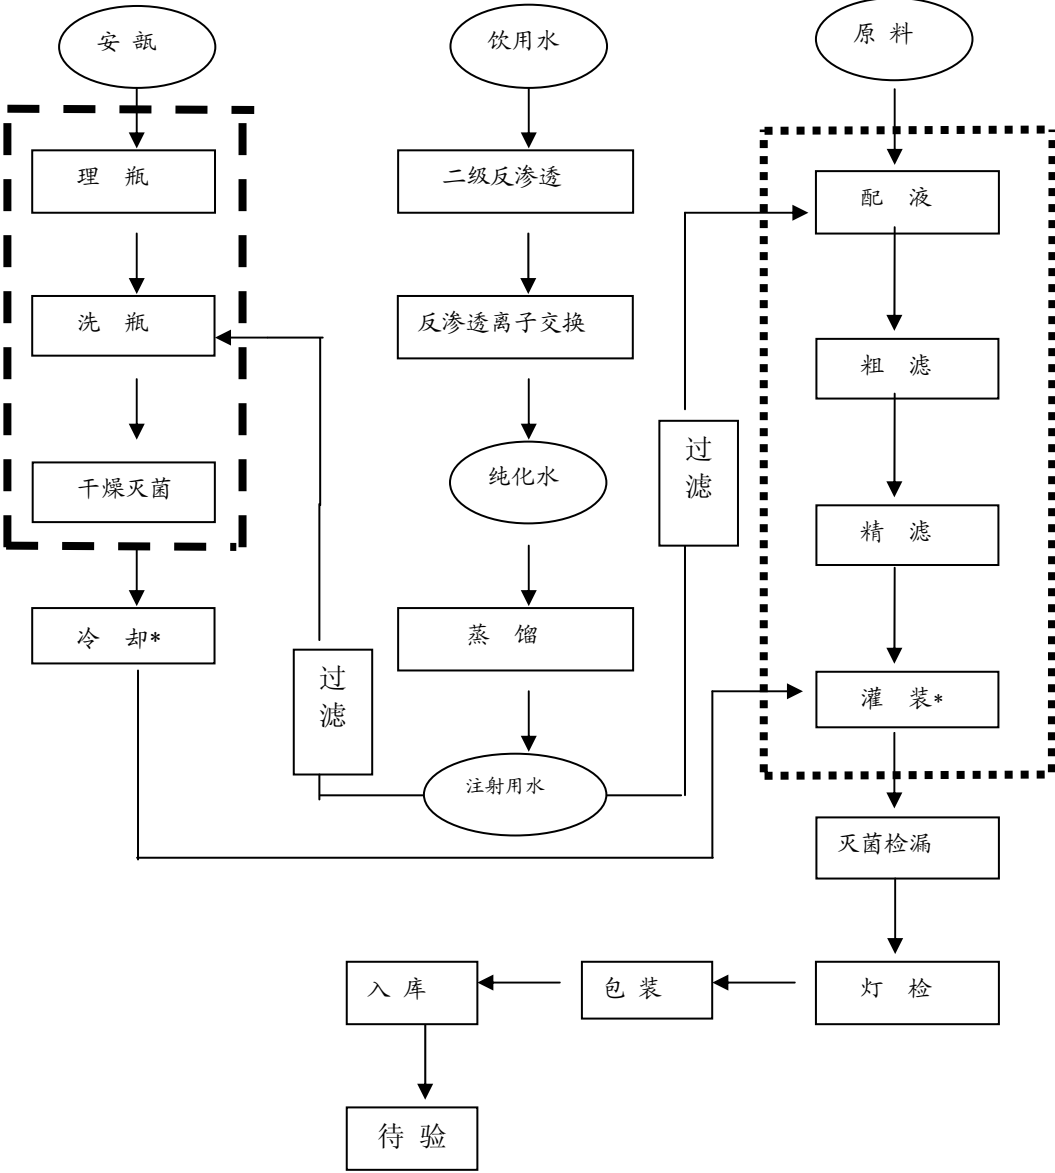 安 瓿
饮用水
原 料
理 瓶
二级反渗透
配 液
洗 瓶
反渗透离子交换
粗 滤
过
滤
干燥灭菌
纯化水
精 滤
冷 却*
蒸 馏
过
滤
灌 装*
注射用水
灭菌检漏
入 库
包 装
灯 检
待 验